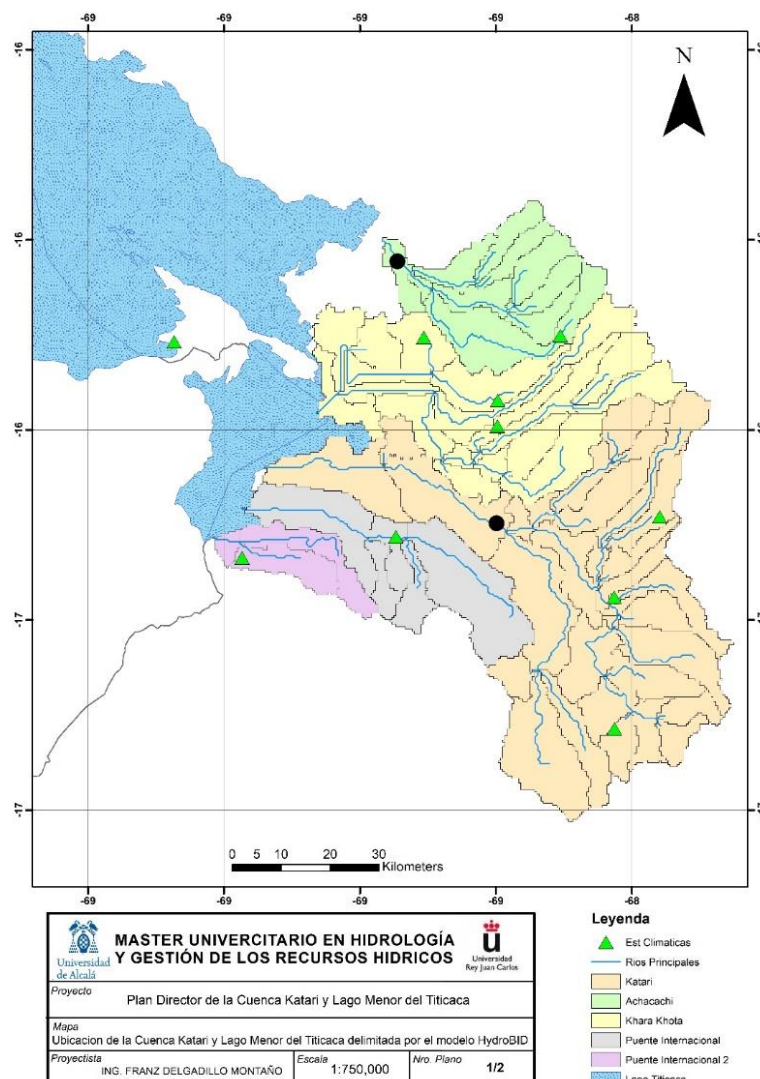 -69
-69
-69
-69
-68
-16
-16
-16
-17
-17
N
0 5 10 20 30
Kilometers
-69
-69
-69
-69
-68
Universidad
de Alcalá
MASTER UNIVERCITARIO EN HIDROLOGÍA
Y GESTIÓN DE LOS RECURSOS HIDRICOS
Universidad
Rey Juan Carlos
Proyecto
Plan Director de la Cuenca Katari y Lago Menor del Titicaca
Mapa
Ubicacion de la Cuenca Katari y Lago Menor del Titicaca delimitada por el modelo HydroBID
Proyectista
ING. FRANZ DELGADILLO MONTAÑO
Escala
1:750,000
Nro. Plano
1/2
Leyenda
Est Climaticas
Rios Principales
Katari
Achacachi
Khara Khota
Puente Internacional
Puente Internacional 2
Lago Titicaca